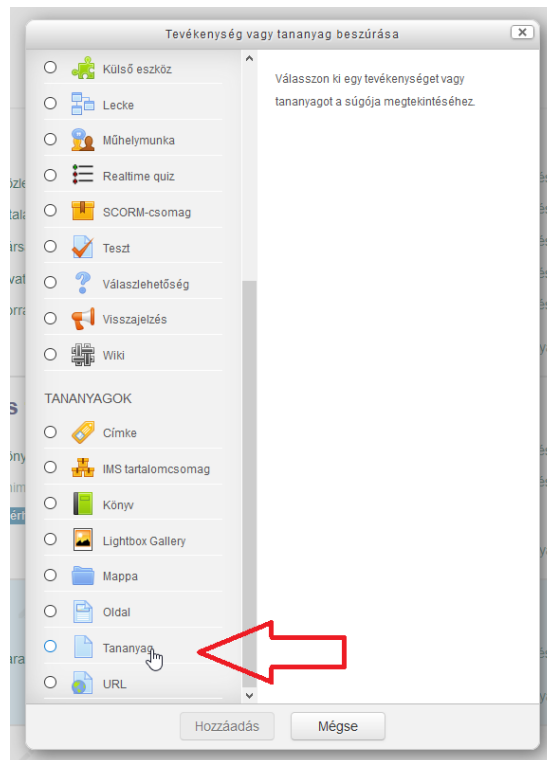 Tevékenység vagy tananyag beszúrása
Külső eszköz
Lecke
Műhelymunka
Realtime quiz
SCORM-csomag
Teszt
Válaszlehetőség
Visszajelzés
Wiki
TANANYAGOK
Címke
IMS tartalomcsomag
Könyv
Lightbox Gallery
Mappa
Oldal
Tananyag
URL
Válasszon ki egy tevékenységet vagy
tananyagot a súgója megtekintéséhez.
Hozzáadás
Mégse